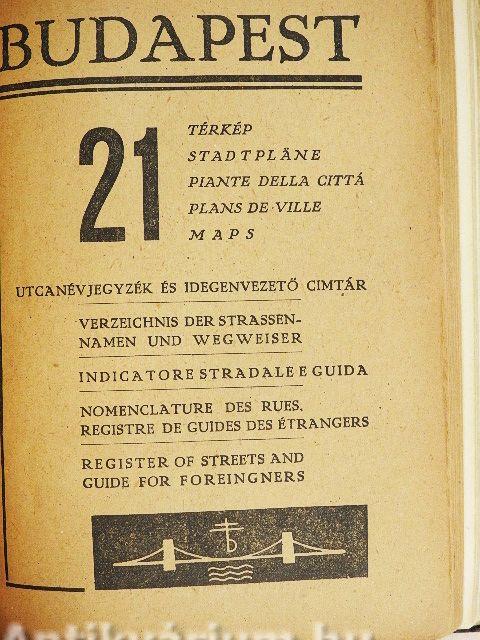 BUDAPEST
21
TÉRKÉP
STADTPLÄNE
PIANTE DELLA CITTÁ
PLANS DE VILLE
MAPS
UTCANÉVJEGYZÉK ÉS IDEGENVEZETŐ CIMTÁR
VERZEICHNIS DER STRASSEN-
NAMEN UND WEGWEISER
INDICATORE STRADALE E GUIDA
NOMENCLATURE DES RUES.
REGISTRE DE GUIDES DES ÉTRANGERS
REGISTER OF STREETS AND
GUIDE FOR FOREINGNERS
Antikvárium.hu